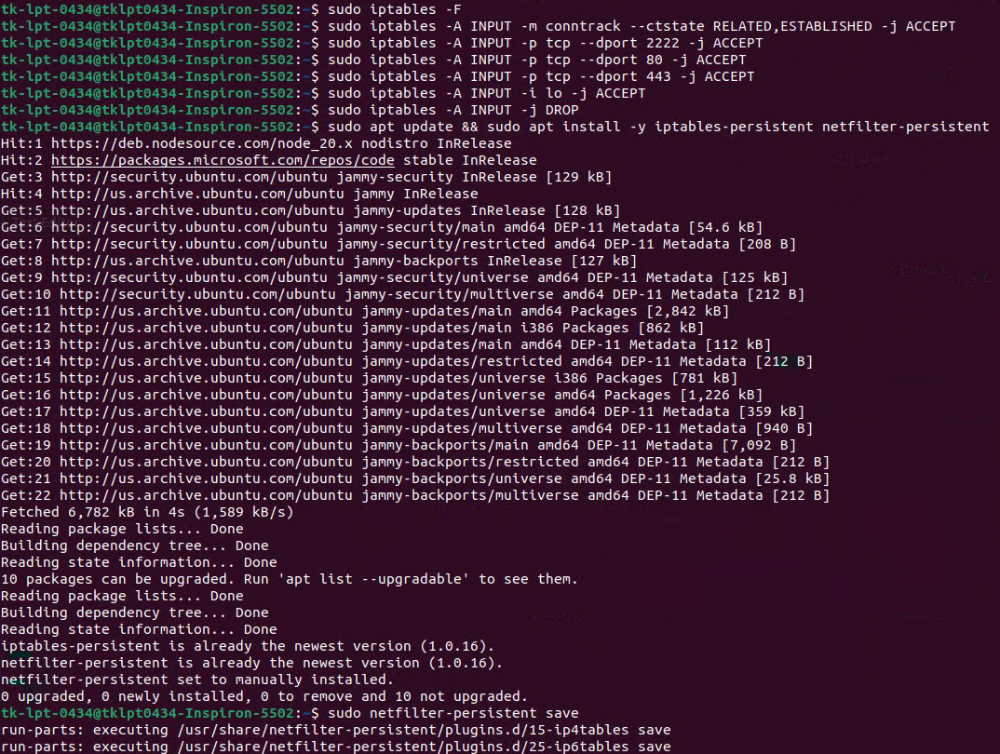 tk-lpt-0434@tklpt0434-Inspiron-5502:~$ sudo iptables -F
tk-lpt-0434@tklpt0434-Inspiron-5502:~$ sudo iptables -A INPUT -m conntrack --ctstate RELATED,ESTABLISHED -j ACCEPT
tk-lpt-0434@tklpt0434-Inspiron-5502:~$ sudo iptables -A INPUT -p tcp --dport 2222 -j ACCEPT
tk-lpt-0434@tklpt0434-Inspiron-5502:~$ sudo iptables -A INPUT -p tcp --dport 80 -j ACCEPT
tk-lpt-0434@tklpt0434-Inspiron-5502:~$ sudo iptables -A INPUT -p tcp --dport 443 -j ACCEPT
tk-lpt-0434@tklpt0434-Inspiron-5502:~$ sudo iptables -A INPUT -i lo -j ACCEPT
tk-lpt-0434@tklpt0434-Inspiron-5502:~$ sudo iptables -A INPUT -j DROP
tk-lpt-0434@tklpt0434-Inspiron-5502:~$ sudo apt update && sudo apt install -y iptables-persistent netfilter-persistent
Hit:1 https://deb.nodesource.com/node_20.x nodistro InRelease
Hit:2 https://packages.microsoft.com/repos/code stable InRelease
Get:3 http://security.ubuntu.com/ubuntu jammy-security InRelease [129 kB]
Hit:4 http://us.archive.ubuntu.com/ubuntu jammy InRelease
Get:5 http://us.archive.ubuntu.com/ubuntu jammy-updates InRelease [128 kB]
Get:6 http://security.ubuntu.com/ubuntu jammy-security/main amd64 DEP-11 Metadata [54.6 kB]
Get:7 http://security.ubuntu.com/ubuntu jammy-security/restricted amd64 DEP-11 Metadata [208 B]
Get:8 http://us.archive.ubuntu.com/ubuntu jammy-backports InRelease [127 kB]
Get:9 http://security.ubuntu.com/ubuntu jammy-security/universe amd64 DEP-11 Metadata [125 kB]
Get:10 http://security.ubuntu.com/ubuntu jammy-security/multiverse amd64 DEP-11 Metadata [212 B]
Get:11 http://us.archive.ubuntu.com/ubuntu jammy-updates/main amd64 Packages [2,842 kB]
Get:12 http://us.archive.ubuntu.com/ubuntu jammy-updates/main i386 Packages [862 kB]
Get:13 http://us.archive.ubuntu.com/ubuntu jammy-updates/main amd64 DEP-11 Metadata [112 kB]
Get:14 http://us.archive.ubuntu.com/ubuntu jammy-updates/restricted amd64 DEP-11 Metadata [212 B]
Get:15 http://us.archive.ubuntu.com/ubuntu jammy-updates/universe i386 Packages [781 kB]
Get:16 http://us.archive.ubuntu.com/ubuntu jammy-updates/universe amd64 Packages [1,226 kB]
Get:17 http://us.archive.ubuntu.com/ubuntu jammy-updates/universe amd64 DEP-11 Metadata [359 kB]
Get:18 http://us.archive.ubuntu.com/ubuntu jammy-updates/multiverse amd64 DEP-11 Metadata [940 B]
Get:19 http://us.archive.ubuntu.com/ubuntu jammy-backports/main amd64 DEP-11 Metadata [7,092 B]
Get:20 http://us.archive.ubuntu.com/ubuntu jammy-backports/restricted amd64 DEP-11 Metadata [212 B]
Get:21 http://us.archive.ubuntu.com/ubuntu jammy-backports/universe amd64 DEP-11 Metadata [25.8 kB]
Get:22 http://us.archive.ubuntu.com/ubuntu jammy-backports/multiverse amd64 DEP-11 Metadata [212 B]
Fetched 6,782 kB in 4s (1,589 kB/s)
Reading package lists... Done
Building dependency tree... Done
Reading state information... Done
10 packages can be upgraded. Run 'apt list --upgradable' to see them.
Reading package lists... Done
Building dependency tree... Done
Reading state information... Done
iptables-persistent is already the newest version (1.0.16).
netfilter-persistent is already the newest version (1.0.16).
netfilter-persistent set to manually installed.
0 upgraded, 0 newly installed, 0 to remove and 10 not upgraded.
tk-lpt-0434@tklpt0434-Inspiron-5502:~$ sudo netfilter-persistent save
run-parts: executing /usr/share/netfilter-persistent/plugins.d/15-ip4tables save
run-parts: executing /usr/share/netfilter-persistent/plugins.d/25-ip6tables save